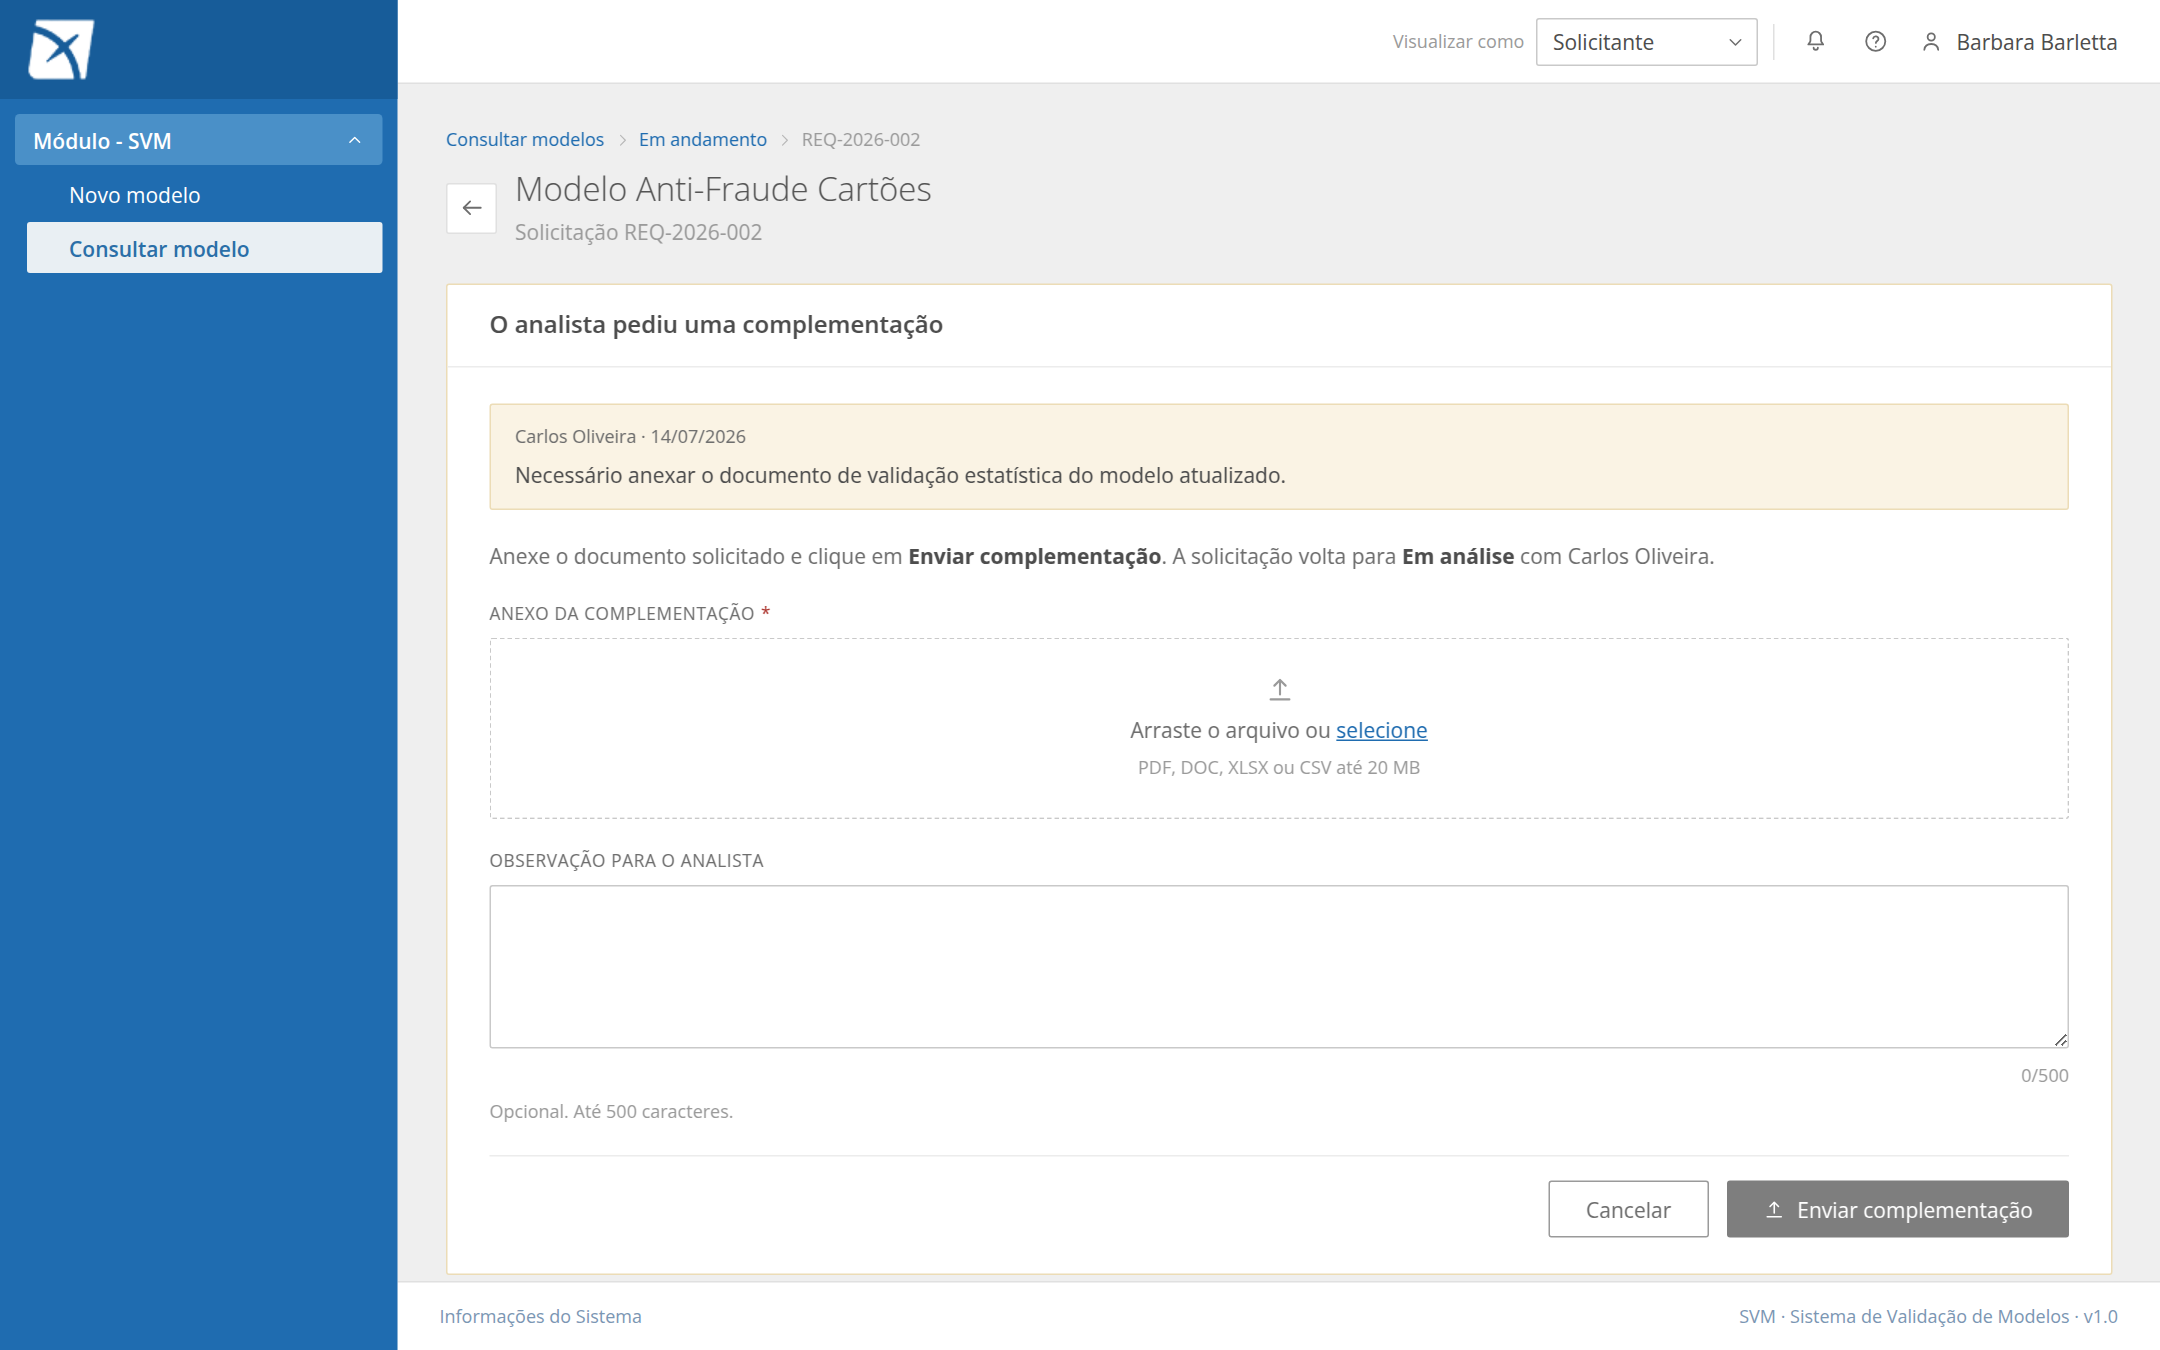 Visualizar como Solicitante Barbara Barletta
Módulo - SVM
Novo modelo
Consultar modelo
Consultar modelos > Em andamento > REQ-2026-002
Modelo Anti-Fraude Cartões
Solicitação REQ-2026-002
O analista pediu uma complementação
Carlos Oliveira · 14/07/2026
Necessário anexar o documento de validação estatística do modelo atualizado.
Anexe o documento solicitado e clique em Enviar complementação. A solicitação volta para Em análise com Carlos Oliveira.
ANEXO DA COMPLEMENTAÇÃO *
Arraste o arquivo ou selecione
PDF, DOC, XLSX ou CSV até 20 MB
OBSERVAÇÃO PARA O ANALISTA
0/500
Opcional. Até 500 caracteres.
Cancelar Enviar complementação
Informações do Sistema SVM · Sistema de Validação de Modelos · v1.0